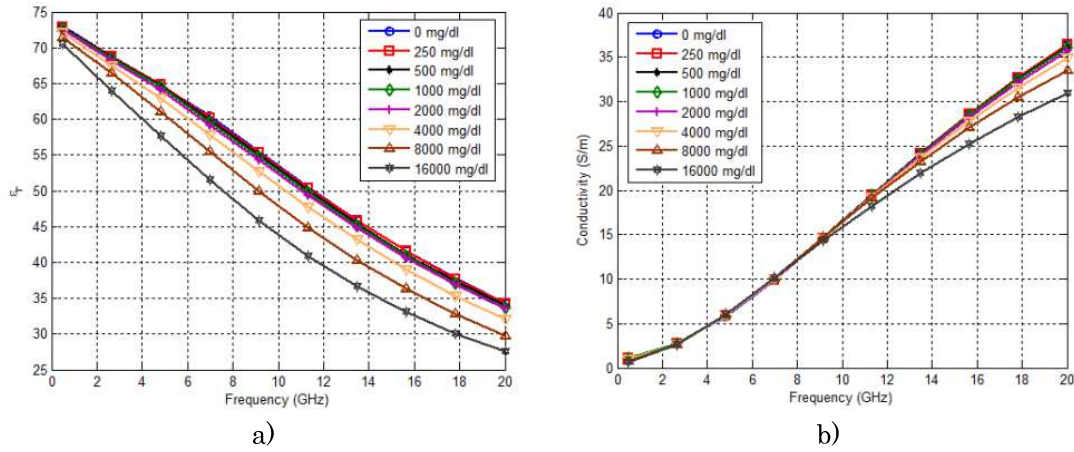 75
70
65
60
55
50
45
40
35
30
25
εr
0 mg/dl
250 mg/dl
500 mg/dl
1000 mg/dl
2000 mg/dl
4000 mg/dl
8000 mg/dl
16000 mg/dl
0 2 4 6 8 10 12 14 16 18 20
Frequency (GHz)
a)
40
35
30
25
20
15
10
5
0
Conductivity (S/m)
0 mg/dl
250 mg/dl
500 mg/dl
1000 mg/dl
2000 mg/dl
4000 mg/dl
8000 mg/dl
16000 mg/dl
0 2 4 6 8 10 12 14 16 18 20
Frequency (GHz)
b)